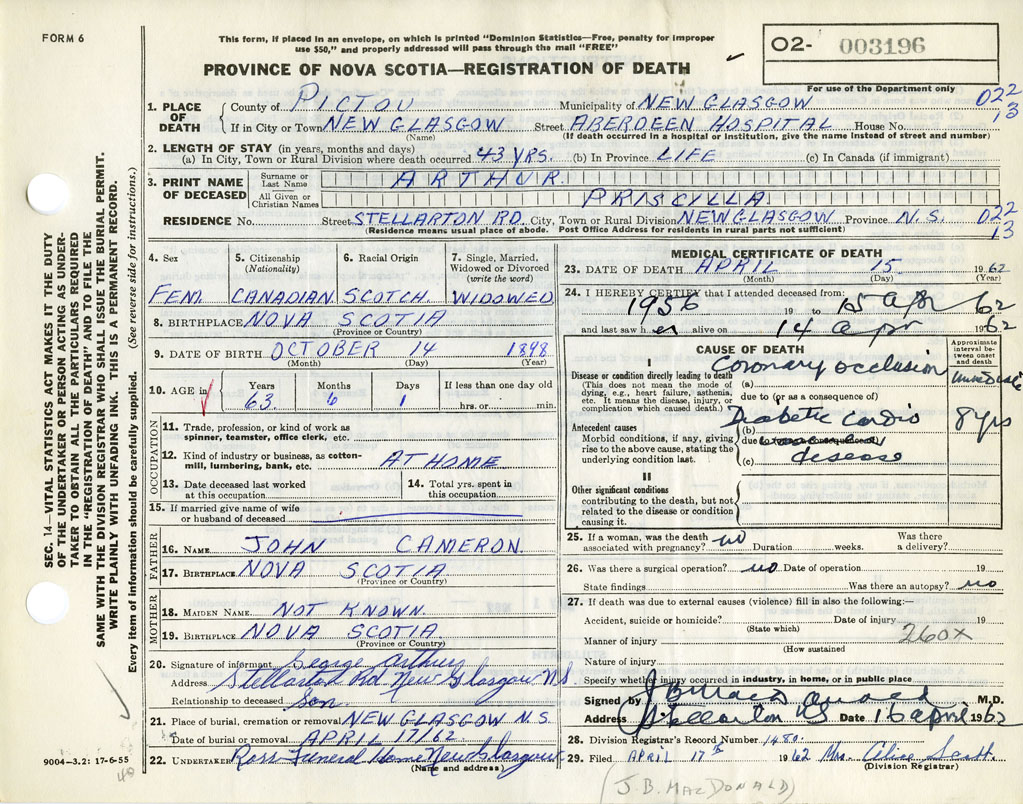 FORM 6
This form, if placed in an envelope, on which is printed "Dominion Statistics—Free, penalty for improper
use $50," and properly addressed will pass through the mail "FREE"
PROVINCE OF NOVA SCOTIA—REGISTRATION OF DEATH
02- 003196
For use of the Department only
022
13
1. PLACE OF DEATH County of PICTOU Municipality of NEW GLASGOW
If in City or Town NEW GLASGOW Street ABERDEEN HOSPITAL House No.
(Name) (If death occurred in a hospital or institution, give the name instead of street and number)
2. LENGTH OF STAY (in years, months and days)
(a) In City, Town or Rural Division where death occurred 43 YRS. (b) In Province LIFE (c) In Canada (if immigrant)
3. PRINT NAME OF DECEASED Surname or Last Name ARTHUR
All Given or Christian Names PRISCILLA
RESIDENCE No. Street STELLARTON RD. City, Town or Rural Division NEW GLASGOW Province N.S.
(Residence means usual place of abode. Post Office Address for residents in rural parts not sufficient)
022
13
4. Sex 5. Citizenship (Nationality) 6. Racial Origin 7. Single, Married, Widowed or Divorced (write the word)
FEM. CANADIAN SCOTCH. WIDOWED
8. BIRTHPLACE NOVA SCOTIA
(Province or Country)
9. DATE OF BIRTH OCTOBER 14 1898
(Month) (Day) (Year)
10. AGE in Years Months Days If less than one day old
63. 6 1 hrs. or min.
OCCUPATION
11. Trade, profession, or kind of work as spinner, teamster, office clerk, etc.
12. Kind of industry or business, as cotton-mill, lumbering, bank, etc. AT HOME
13. Date deceased last worked at this occupation
14. Total yrs. spent in this occupation
15. If married give name of wife or husband of deceased
FATHER
16. NAME JOHN CAMERON.
17. BIRTHPLACE NOVA SCOTIA
(Province or Country)
MOTHER
18. MAIDEN NAME NOT KNOWN.
19. BIRTHPLACE NOVA SCOTIA.
(Province or Country)
20. Signature of informant George Arthur
Address Stellarton Rd. New Glasgow N.S.
Relationship to deceased Son.
21. Place of burial, cremation or removal NEW GLASGOW N.S.
Date of burial or removal APRIL 17/62
22. UNDERTAKER Ross Funeral Home New Glasgow
(Name and address)
MEDICAL CERTIFICATE OF DEATH
23. DATE OF DEATH APRIL 15 1962
(Month) (Day) (Year)
24. I HEREBY CERTIFY that I attended deceased from:
1956 19 to 15 apr 62
and last saw her alive on 14 apr 1962
CAUSE OF DEATH
Approximate interval between onset and death
I
Disease or condition directly leading to death
(This does not mean the mode of dying, e.g., heart failure, asthenia, etc. It means the disease, injury, or complication which caused death.)
(a) Coronary occlusion immediate
due to (or as a consequence of)
Antecedent causes
Morbid conditions, if any, giving rise to the above cause, stating the underlying condition last.
(b) Diabetic Cardio 8 yrs
due to (or as a consequence of)
(c) disease
II
Other significant conditions
contributing to the death, but not related to the disease or condition causing it.
25. If a woman, was the death associated with pregnancy? no Duration weeks. Was there a delivery?
26. Was there a surgical operation? no Date of operation 19
State findings Was there an autopsy? no
27. If death was due to external causes (violence) fill in also the following:—
Accident, suicide or homicide? Date of injury 19
(State which)
260x
Manner of injury
(How sustained
Nature of injury
Specify whether injury occurred in industry, in home, or in public place
Signed by J B MacDonald M.D.
Address Stellarton NS Date 16 april 1962
28. Division Registrar's Record Number 1480.
29. Filed APRIL 17th 1962 Mrs. Alice Scott
(Division Registrar)
(J.B. MACDONALD)
9004—3.2: 17-6-55
SEC. 14—VITAL STATISTICS ACT MAKES IT THE DUTY
OF THE UNDERTAKER OR PERSON ACTING AS UNDER-
TAKER TO OBTAIN ALL THE PARTICULARS REQUIRED
IN THE "REGISTRATION OF DEATH" AND TO FILE THE
SAME WITH THE DIVISION REGISTRAR WHO SHALL ISSUE THE BURIAL PERMIT.
WRITE PLAINLY WITH UNFADING INK. THIS IS A PERMANENT RECORD.
Every item of information should be carefully supplied. (See reverse side for instructions.)